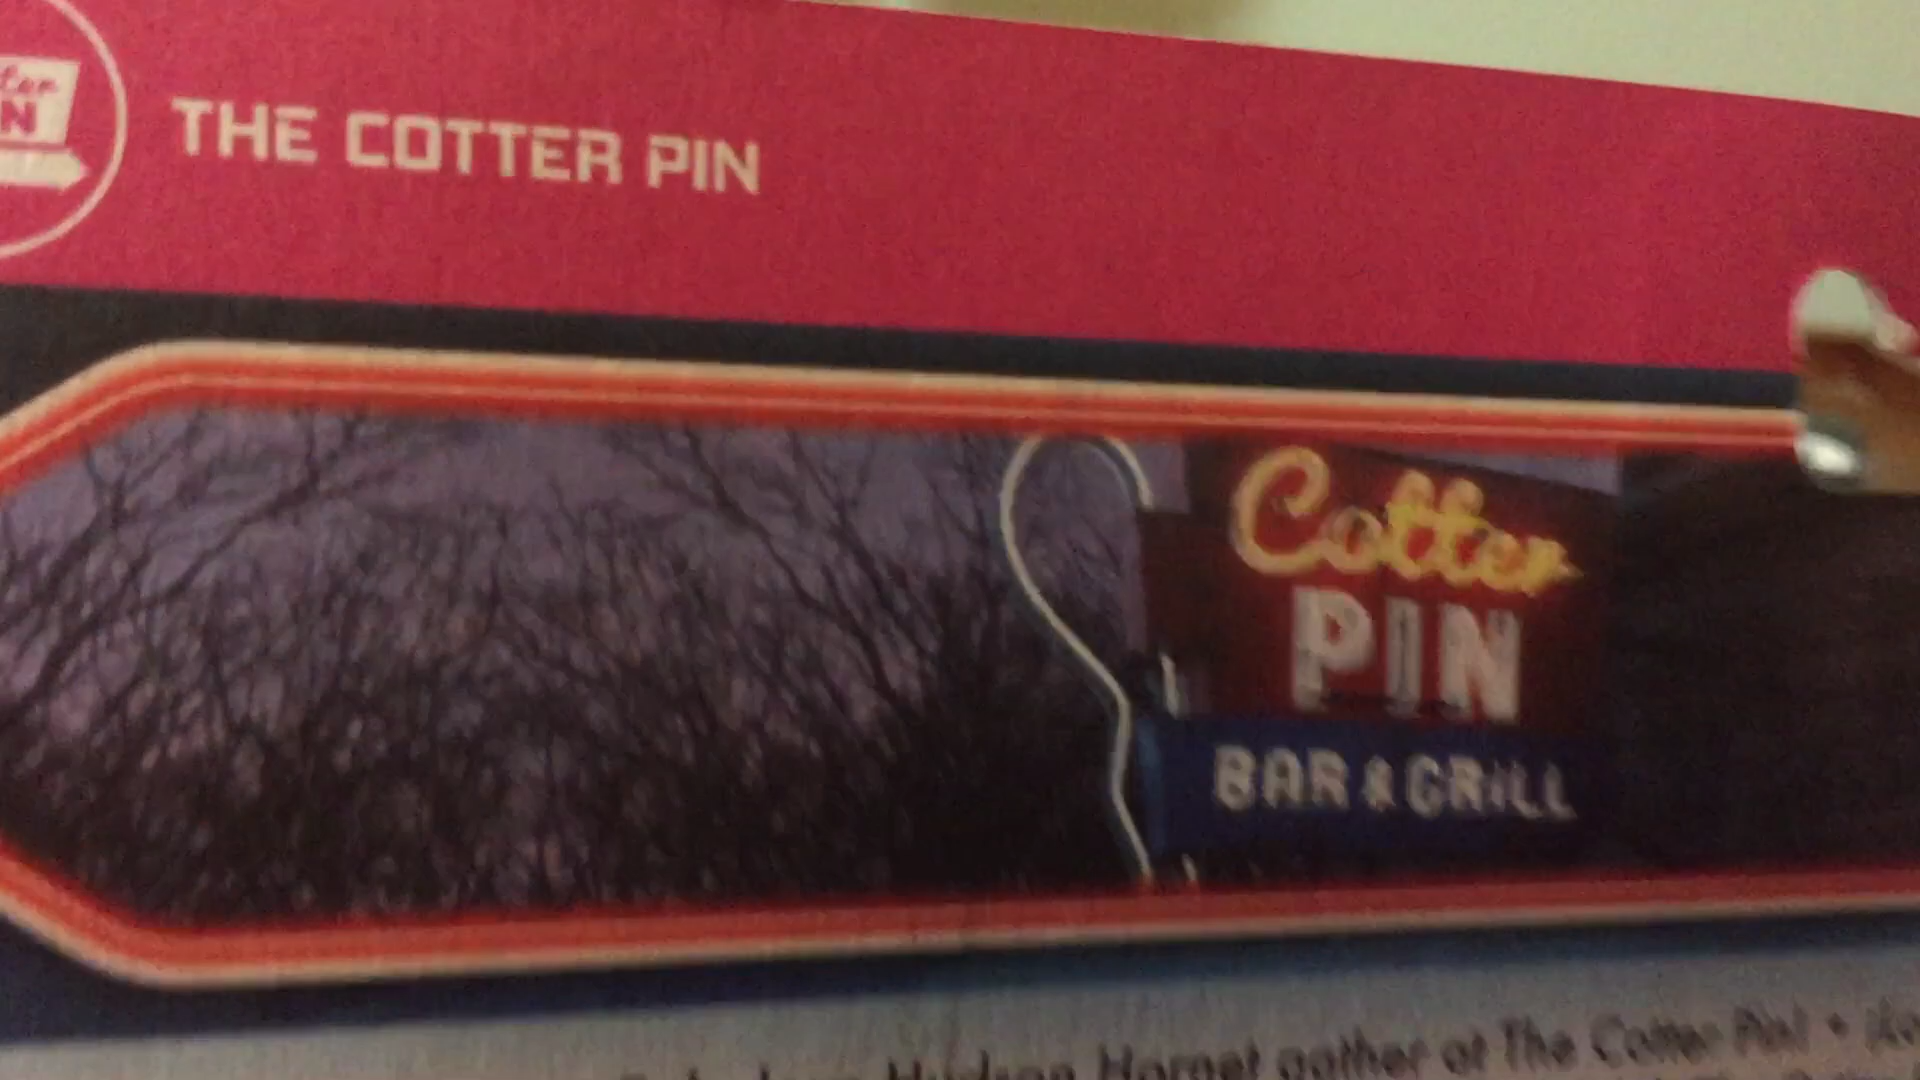 THE COTTER PIN
Cotter
PIN
BAR & GRILL
Hudson Hornet gather at The Cotter Pin! •